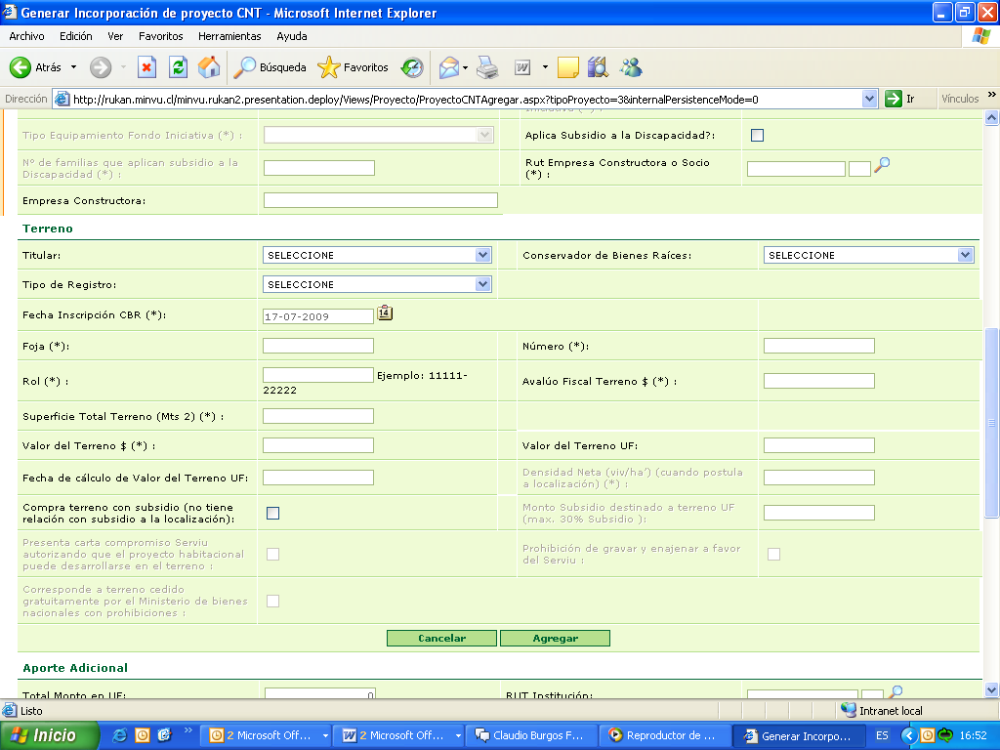 Generar Incorporación de proyecto CNT - Microsoft Internet Explorer
Archivo Edición Ver Favoritos Herramientas Ayuda
Atrás Búsqueda Favoritos
Dirección http://rukan.minvu.cl/minvu.rukan2.presentation.deploy/Views/Proyecto/ProyectoCNTAgregar.aspx?tipoProyecto=3&internalPersistenceMode=0 Ir Vínculos »
Iniciativa (*) :
Tipo Equipamiento Fondo Iniciativa (*) : Aplica Subsidio a la Discapacidad?:
Nº de familias que aplican subsidio a la
Discapacidad (*) :
Rut Empresa Constructora o Socio
(*) :
Empresa Constructora:
Terreno
Titular: SELECCIONE Conservador de Bienes Raíces: SELECCIONE
Tipo de Registro: SELECCIONE
Fecha Inscripción CBR (*): 17-07-2009 14
Foja (*): Número (*):
Rol (*) : Ejemplo: 11111-
22222
Avalúo Fiscal Terreno $ (*) :
Superficie Total Terreno (Mts 2) (*) :
Valor del Terreno $ (*) : Valor del Terreno UF:
Fecha de cálculo de Valor del Terreno UF:
Densidad Neta (viv/ha') (cuando postula
a localización) (*) :
Compra terreno con subsidio (no tiene
relación con subsidio a la localización):
Monto Subsidio destinado a terreno UF
(max. 30% Subsidio ):
Presenta carta compromiso Serviu
autorizando que el proyecto habitacional
puede desarrollarse en el terreno :
Prohibición de gravar y enajenar a favor
del Serviu :
Corresponde a terreno cedido
gratuitamente por el Ministerio de bienes
nacionales con prohibiciones :
Cancelar Agregar
Aporte Adicional
Total Monto en UF: 0 RUT Institución:
Listo Intranet local
Inicio » 2 Microsoft Off... 2 Microsoft Off... Claudio Burgos F... Reproductor de ... Generar Incorpo... ES 16:52